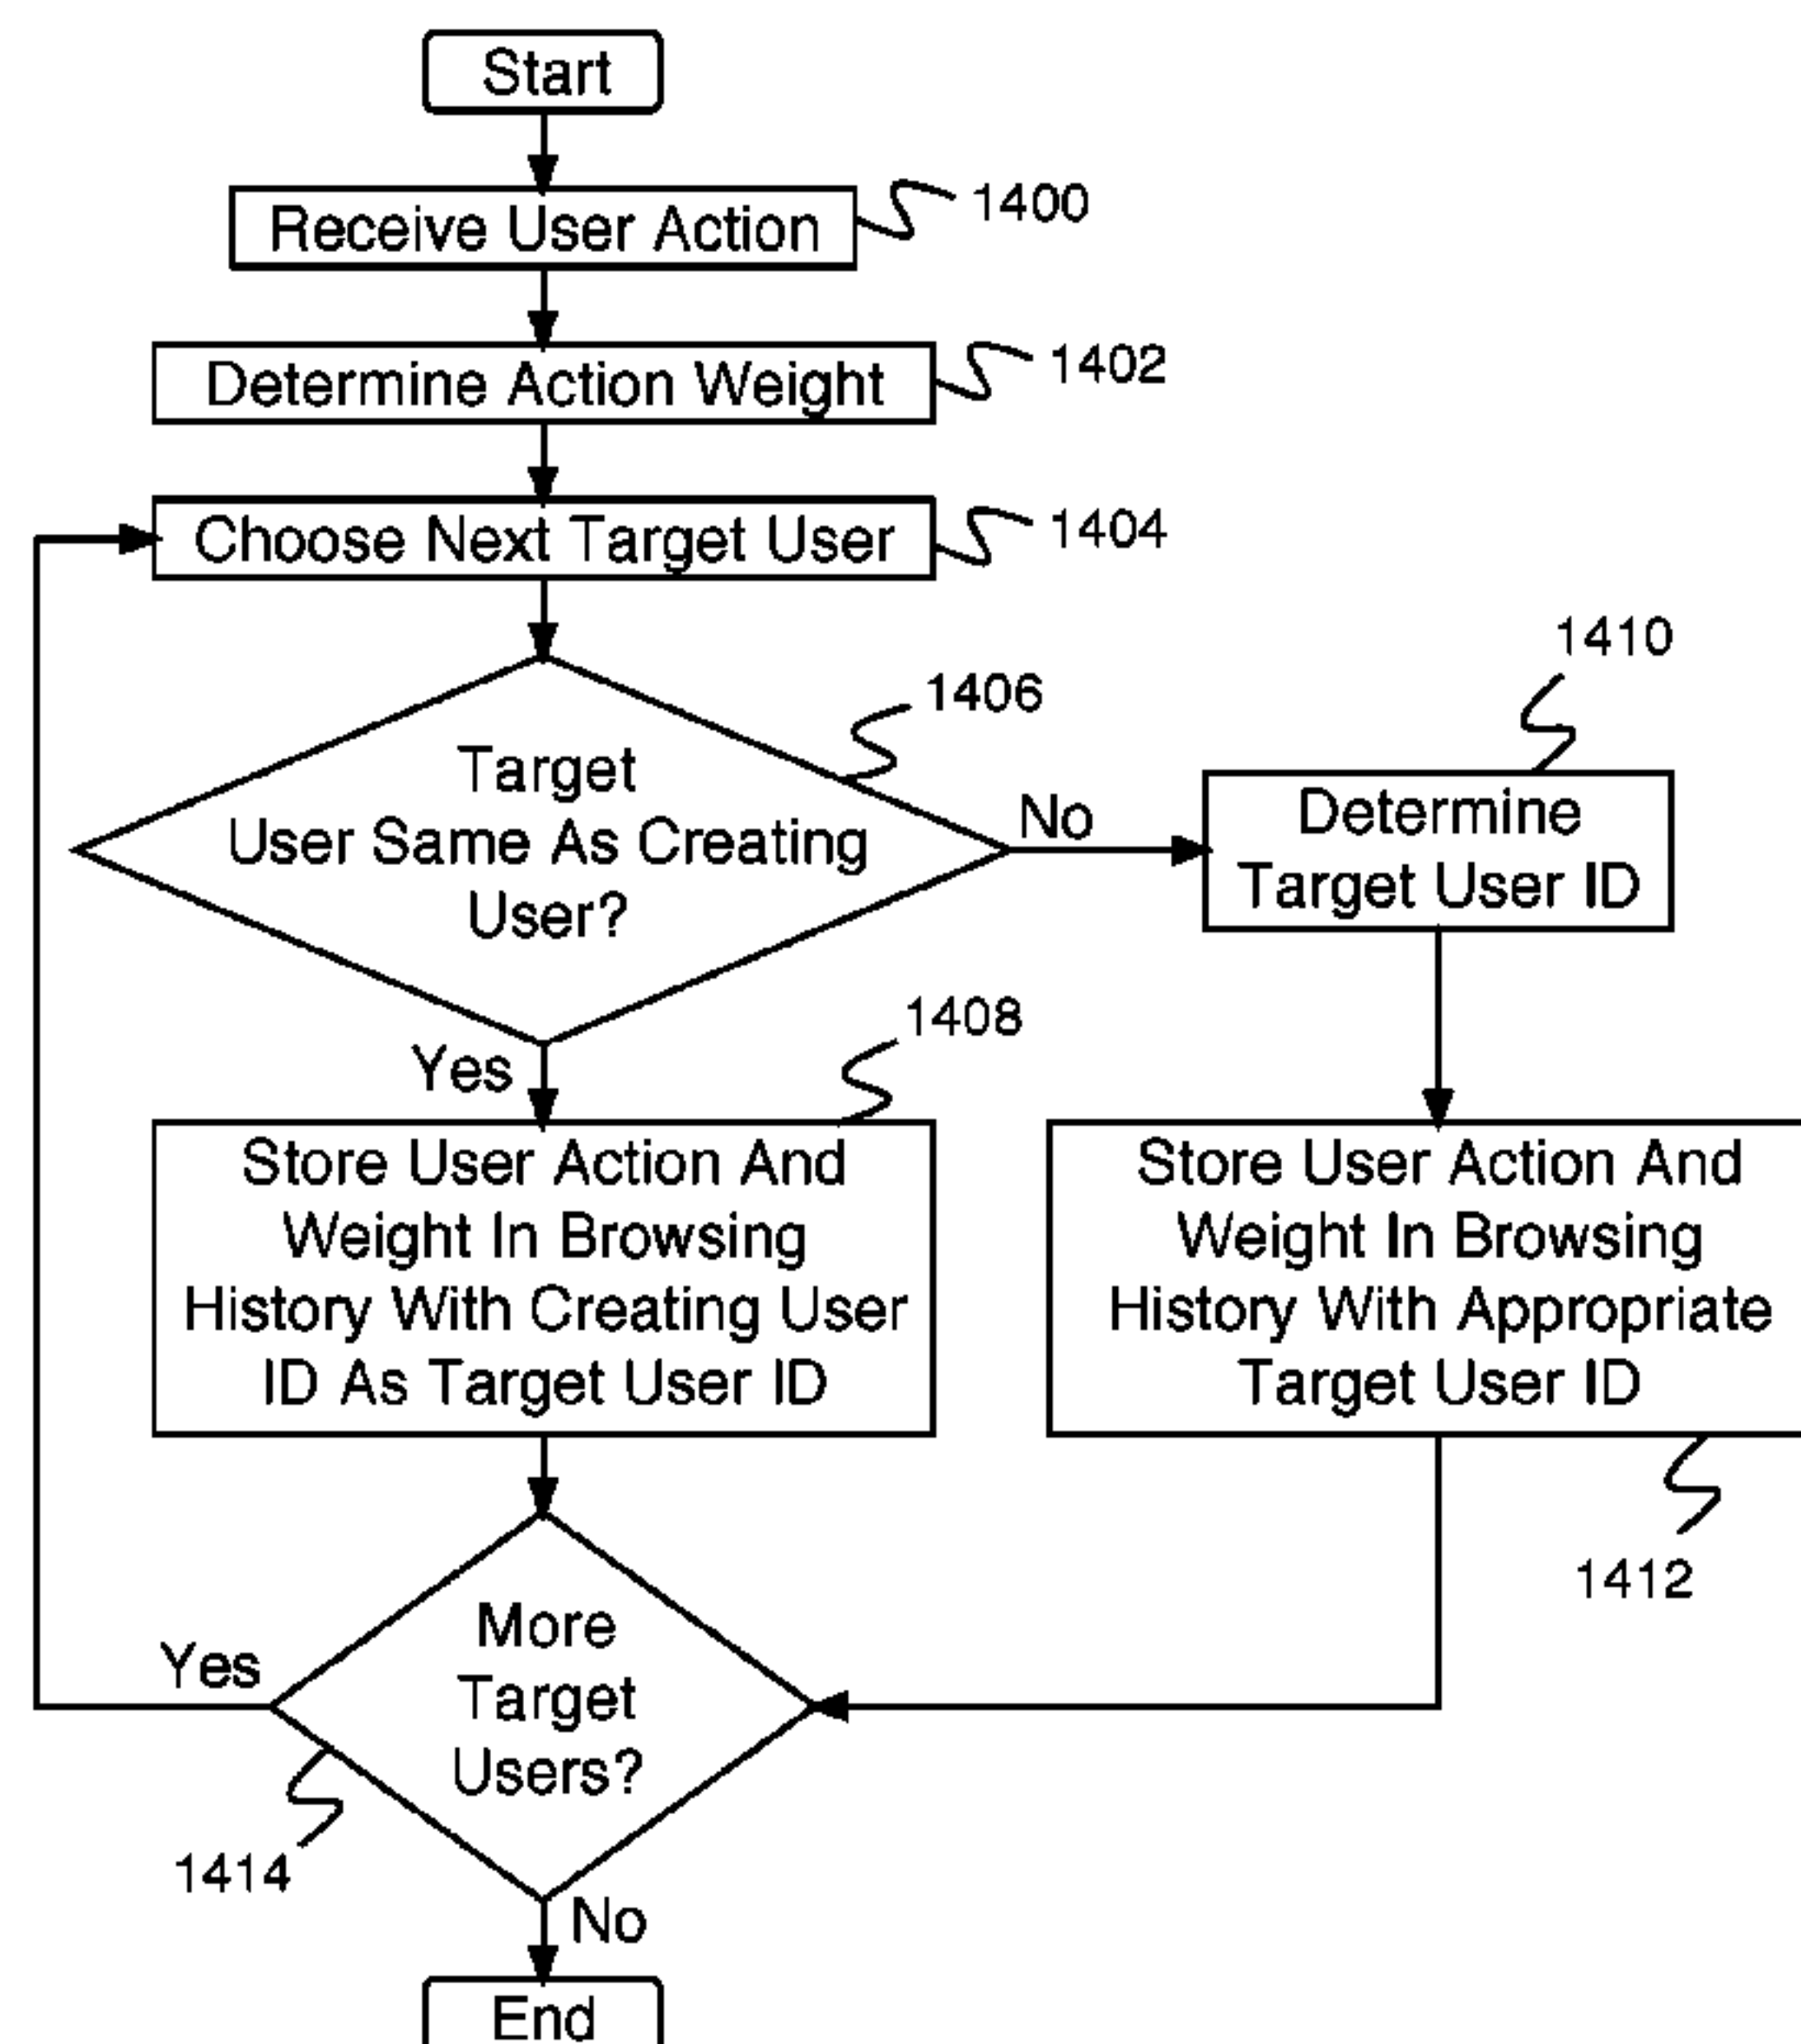 Start
Receive User Action
1400
Determine Action Weight
1402
Choose Next Target User
1404
Target
User Same As Creating
User?
1406
No
Determine
Target User ID
1410
Yes
Store User Action And
Weight In Browsing
History With Creating User
ID As Target User ID
1408
Store User Action And
Weight In Browsing
History With Appropriate
Target User ID
1412
More
Target
Users?
Yes
1414
No
End